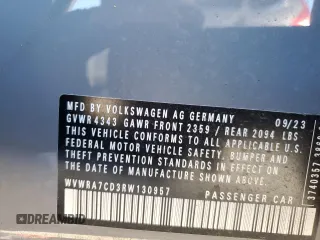 MFD BY VOLKSWAGEN AG GERMANY 09/23
GVWR 4343 GAWR FRONT 2359 / REAR 2094 LBS
THIS CONFORMS TO ALL APPLICABLE U.S.
FEDERAL MOTOR VEHICLE SAFETY, BUMPER AND
THEFT PREVENTION STANDARDS IN EFFECT ON
THE DATE OF MANUFACTURE SHOWN ABOVE.
WVWRA7CD3RW130957 PASSENGER CAR